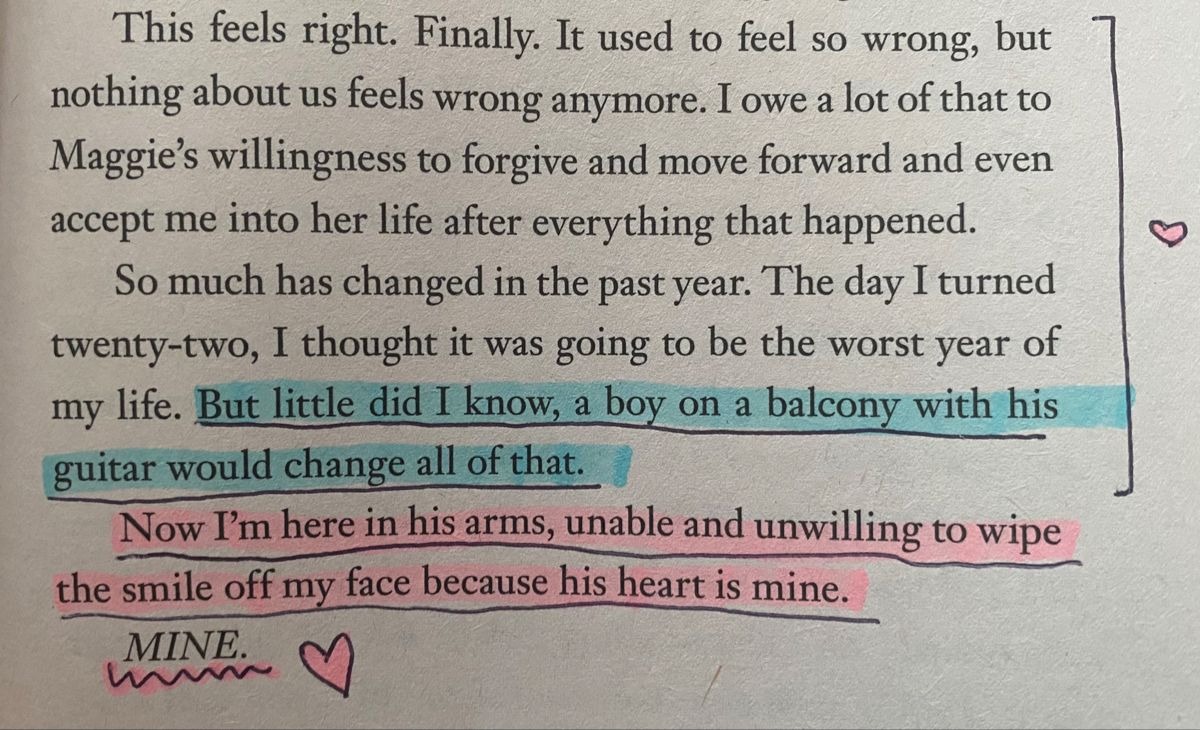 This feels right. Finally. It used to feel so wrong, but
nothing about us feels wrong anymore. I owe a lot of that to
Maggie's willingness to forgive and move forward and even
accept me into her life after everything that happened.
So much has changed in the past year. The day I turned
twenty-two, I thought it was going to be the worst year of
my life. But little did I know, a boy on a balcony with his
guitar would change all of that.
Now I'm here in his arms, unable and unwilling to wipe
the smile off my face because his heart is mine.
MINE.